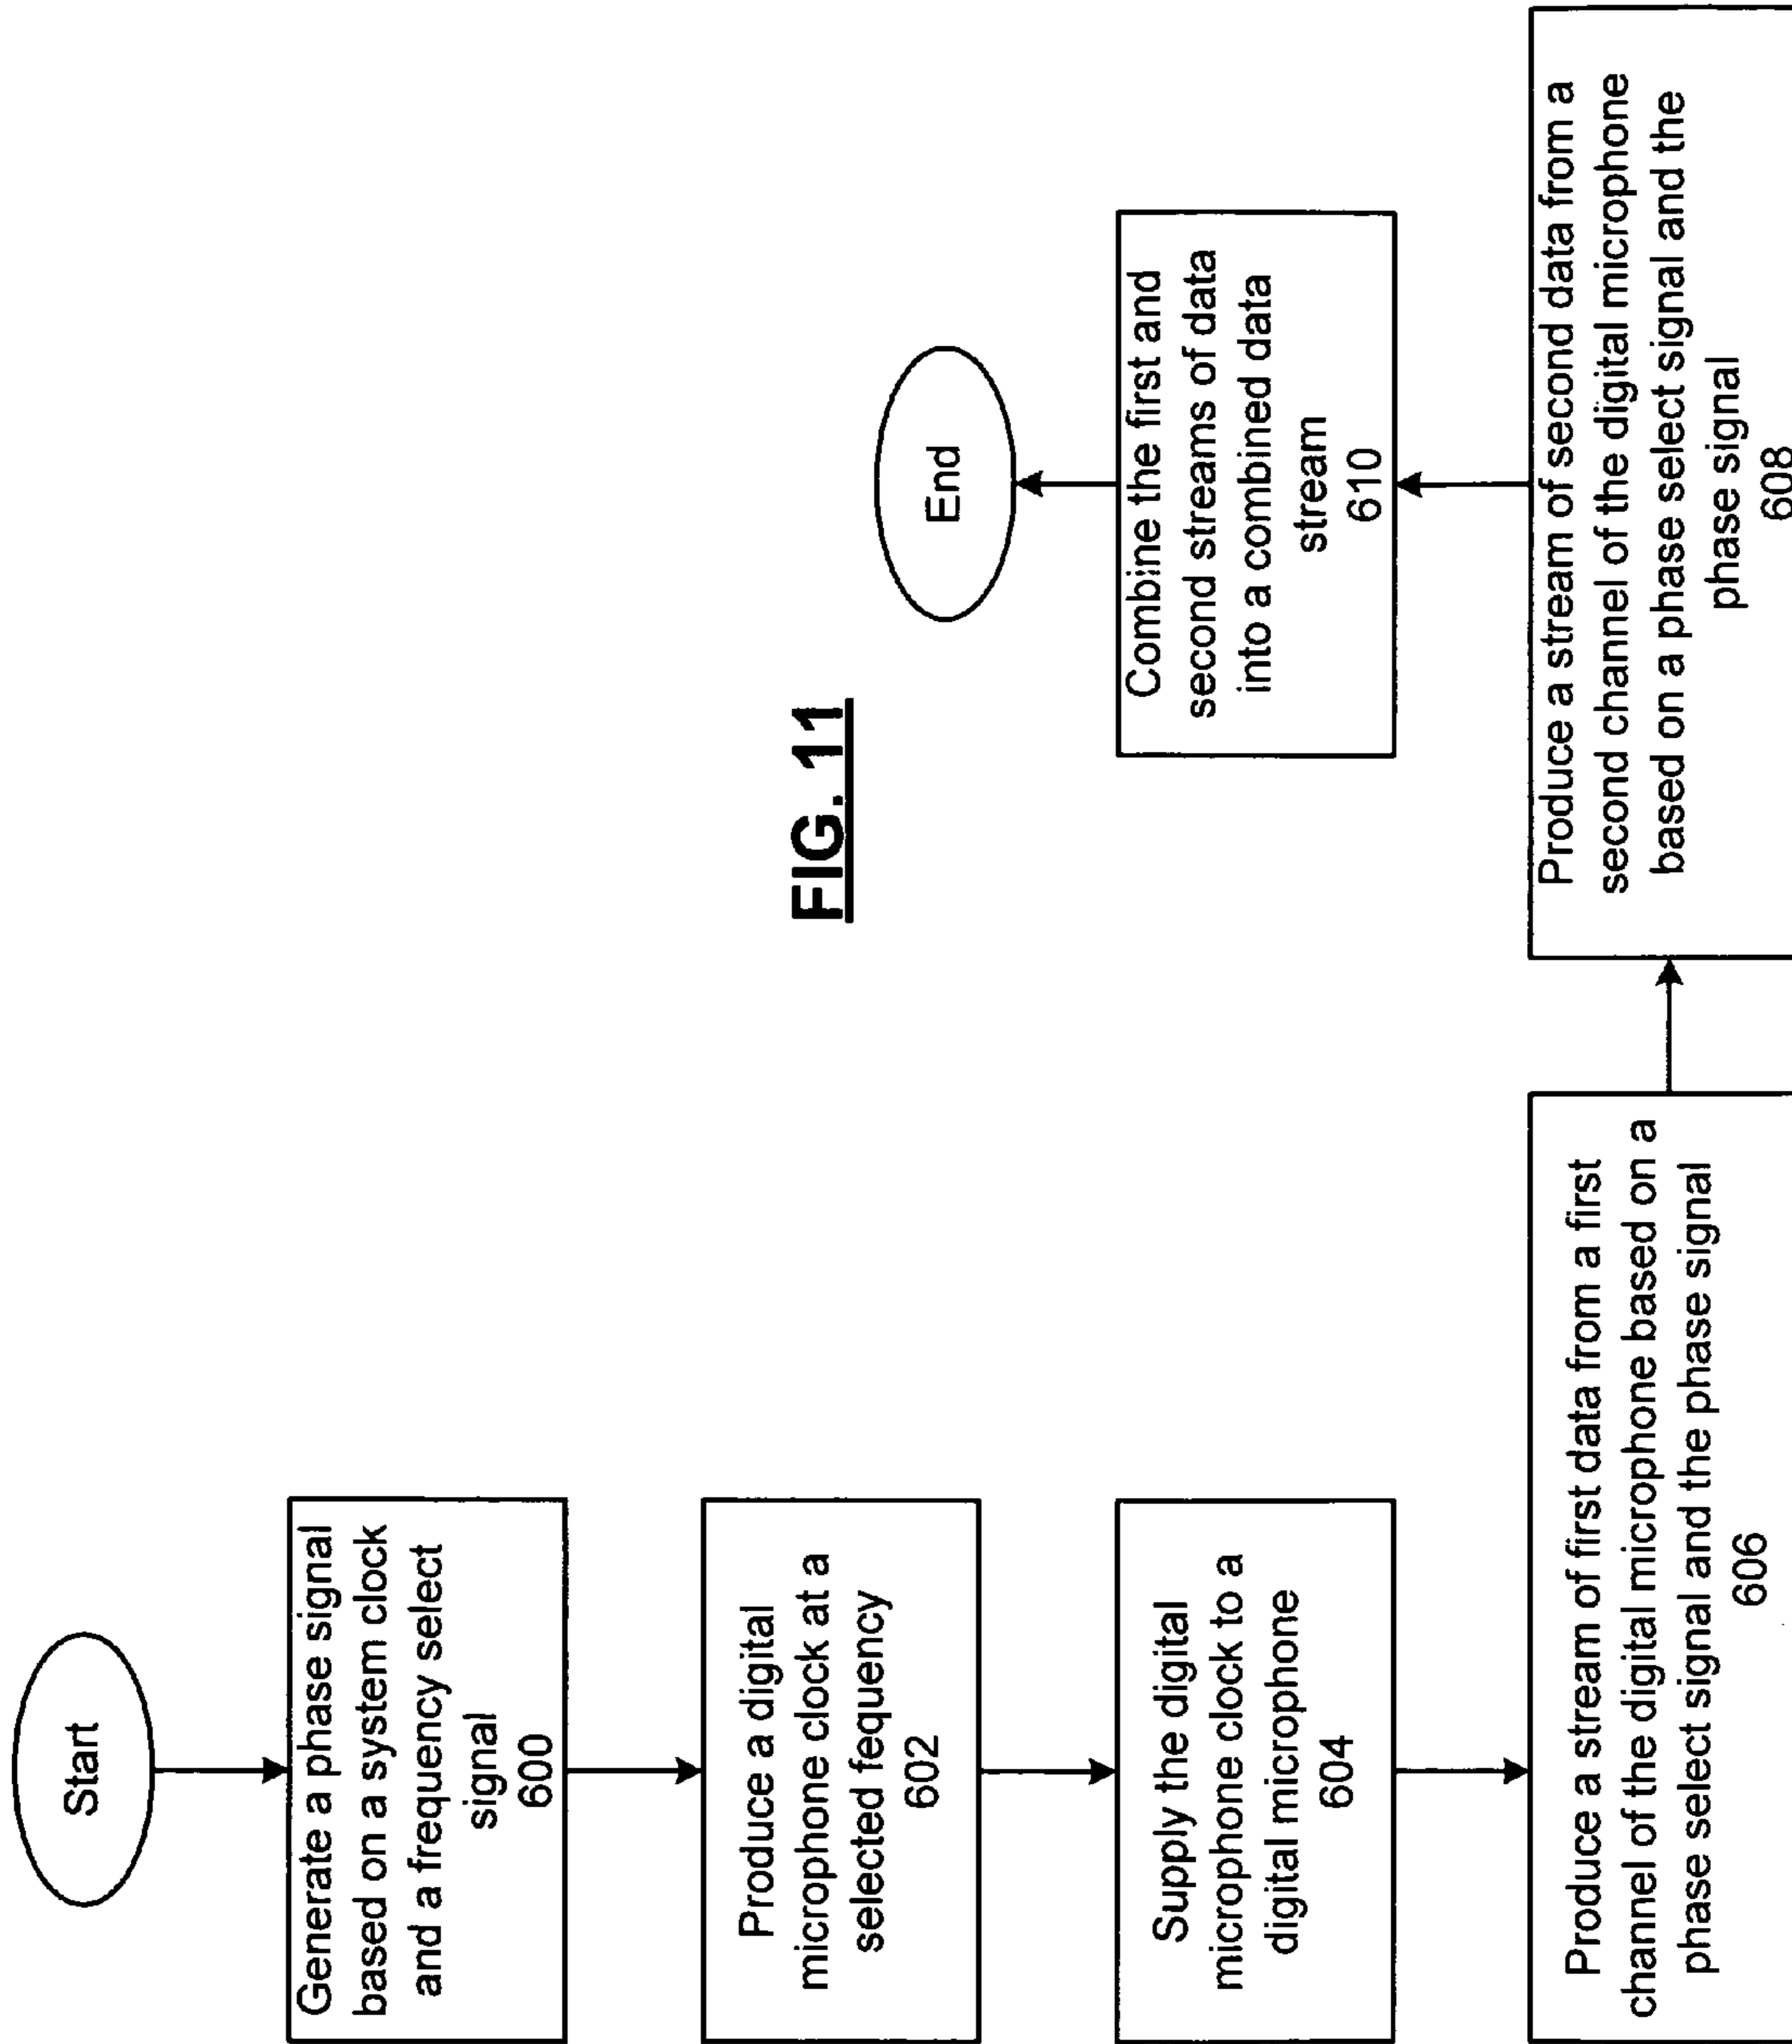 Start
Generate a phase signal
based on a system clock
and a frequency select
signal
600
Produce a digital
microphone clock at a
selected fequency
602
Supply the digital
microphone clock to a
digital microphone
604
Produce a stream of first data from a first
channel of the digital microphone based on a
phase select signal and the phase signal
606
Produce a stream of second data from a
second channel of the digital microphone
based on a phase select signal and the
phase signal
608
Combine the first and
second streams of data
into a combined data
stream
610
End
FIG. 11